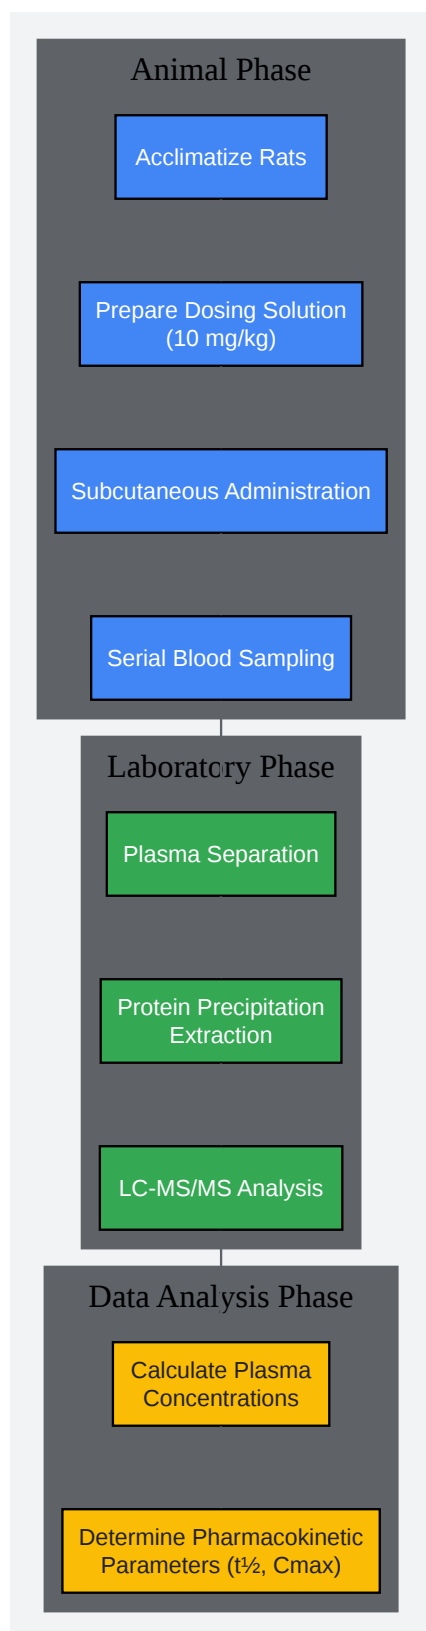 Animal Phase
Acclimatize Rats
Prepare Dosing Solution
(10 mg/kg)
Subcutaneous Administration
Serial Blood Sampling
Laboratory Phase
Plasma Separation
Protein Precipitation
Extraction
LC-MS/MS Analysis
Data Analysis Phase
Calculate Plasma
Concentrations
Determine Pharmacokinetic
Parameters (t½, Cmax)